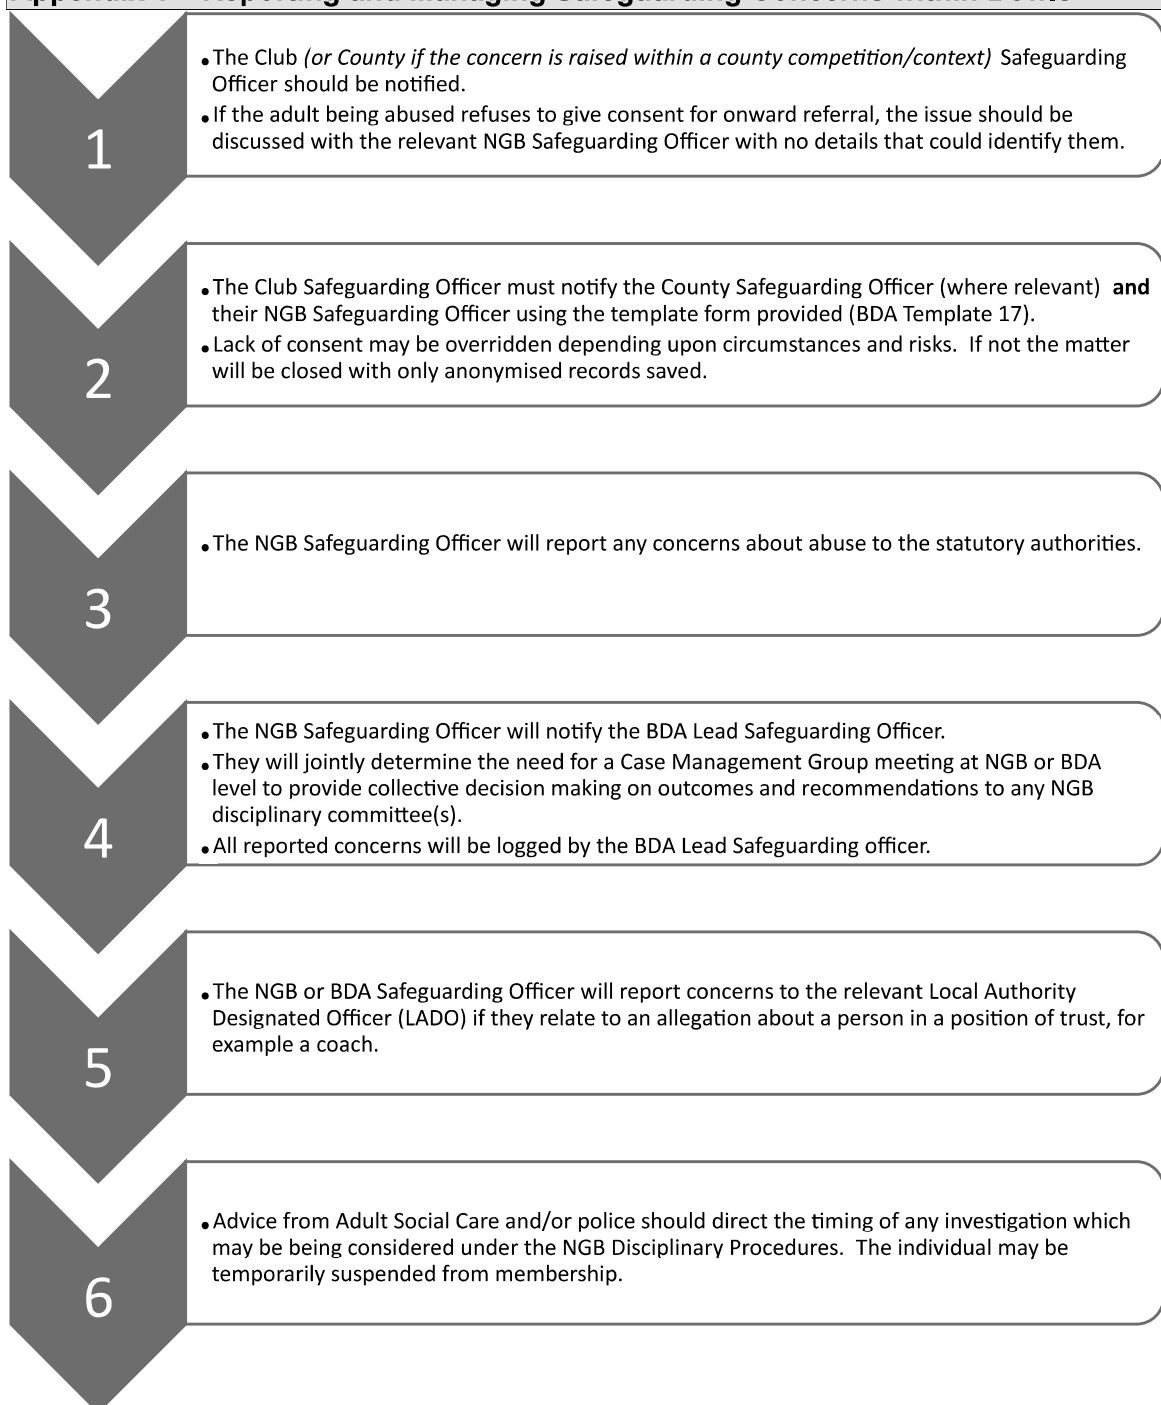 Reporting and Managing Safeguarding Concerns within Bowls
1
•The Club (or County if the concern is raised within a county competition/context) Safeguarding
Officer should be notified.
•If the adult being abused refuses to give consent for onward referral, the issue should be
discussed with the relevant NGB Safeguarding Officer with no details that could identify them.
2
•The Club Safeguarding Officer must notify the County Safeguarding Officer (where relevant) and
their NGB Safeguarding Officer using the template form provided (BDA Template 17).
•Lack of consent may be overridden depending upon circumstances and risks. If not the matter
will be closed with only anonymised records saved.
3
•The NGB Safeguarding Officer will report any concerns about abuse to the statutory authorities.
4
•The NGB Safeguarding Officer will notify the BDA Lead Safeguarding Officer.
•They will jointly determine the need for a Case Management Group meeting at NGB or BDA
level to provide collective decision making on outcomes and recommendations to any NGB
disciplinary committee(s).
•All reported concerns will be logged by the BDA Lead Safeguarding officer.
5
•The NGB or BDA Safeguarding Officer will report concerns to the relevant Local Authority
Designated Officer (LADO) if they relate to an allegation about a person in a position of trust, for
example a coach.
6
•Advice from Adult Social Care and/or police should direct the timing of any investigation which
may be being considered under the NGB Disciplinary Procedures. The individual may be
temporarily suspended from membership.